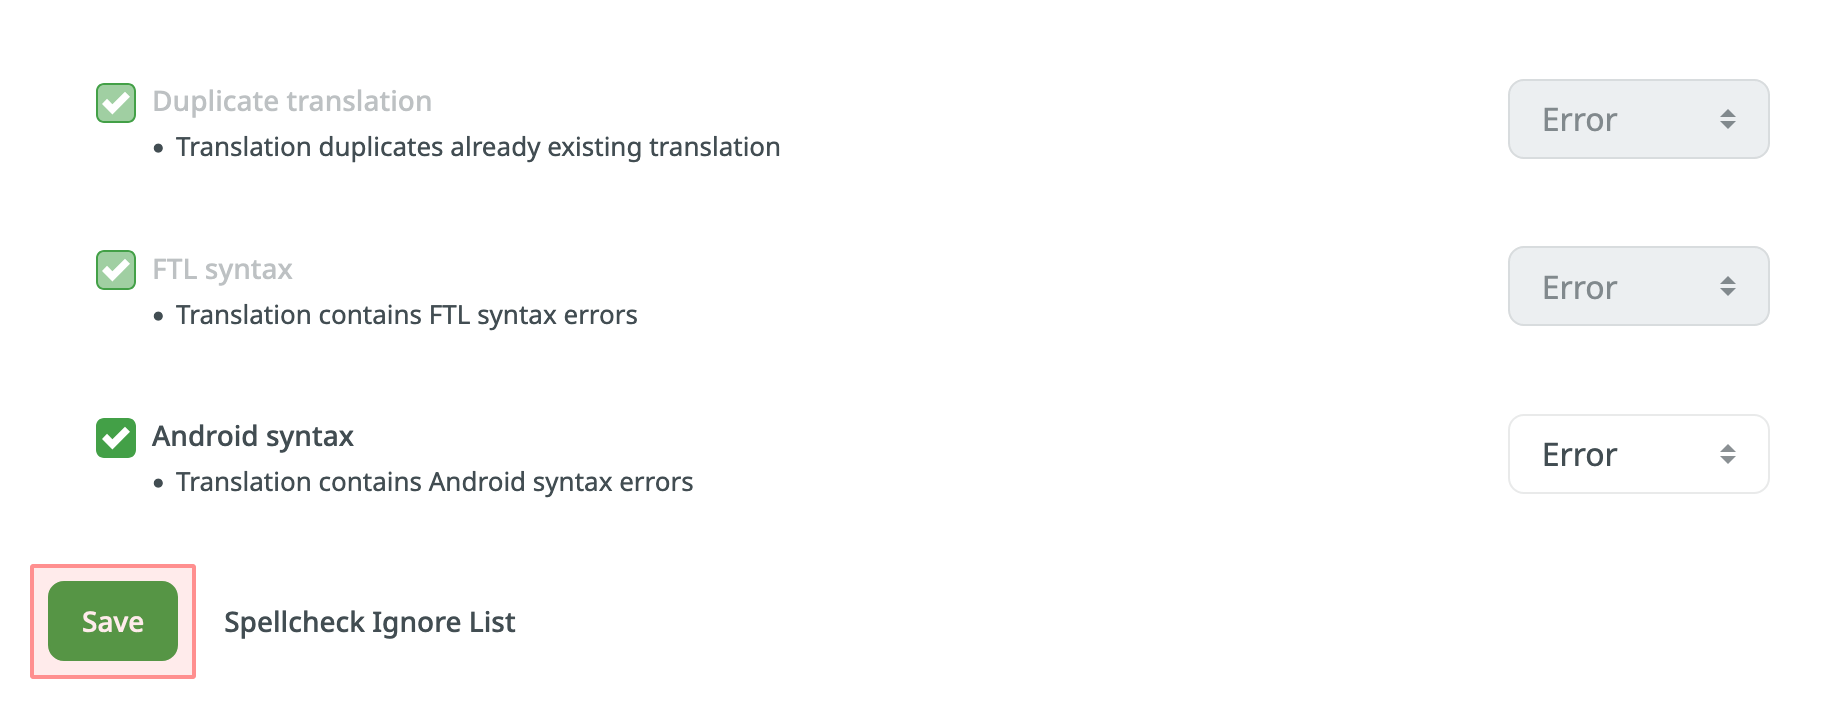 Duplicate translation
Error
• Translation duplicates already existing translation
FTL syntax
Error
• Translation contains FTL syntax errors
Android syntax
Error
• Translation contains Android syntax errors
Save
Spellcheck Ignore List